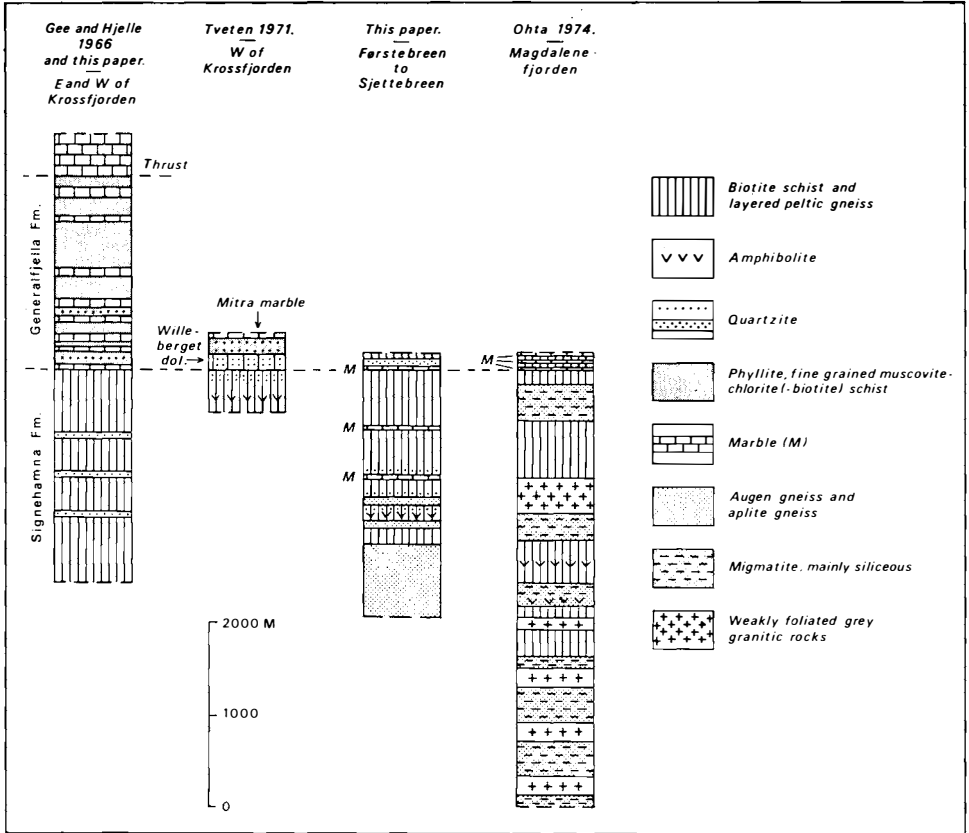 Gee and Hjelle
1966
and this paper.
E and W of
Krossfjorden
Tveten 1971.
W of
Krossfjorden
This paper.
Førstebreen
to
Sjettebreen
Ohta 1974.
Magdalene-
fjorden
Thrust
Generalfjella Fm.
Signehamna Fm.
Mitra marble
Wille-
berget
dol.
M
M
M
M
2000 M
1000
0
Biotite schist and
layered peltic gneiss
Amphibolite
Quartzite
Phyllite, fine grained muscovite-
chlorite (-biotite) schist
Marble (M)
Augen gneiss and
aplite gneiss
Migmatite, mainly siliceous
Weakly foliated grey
granitic rocks